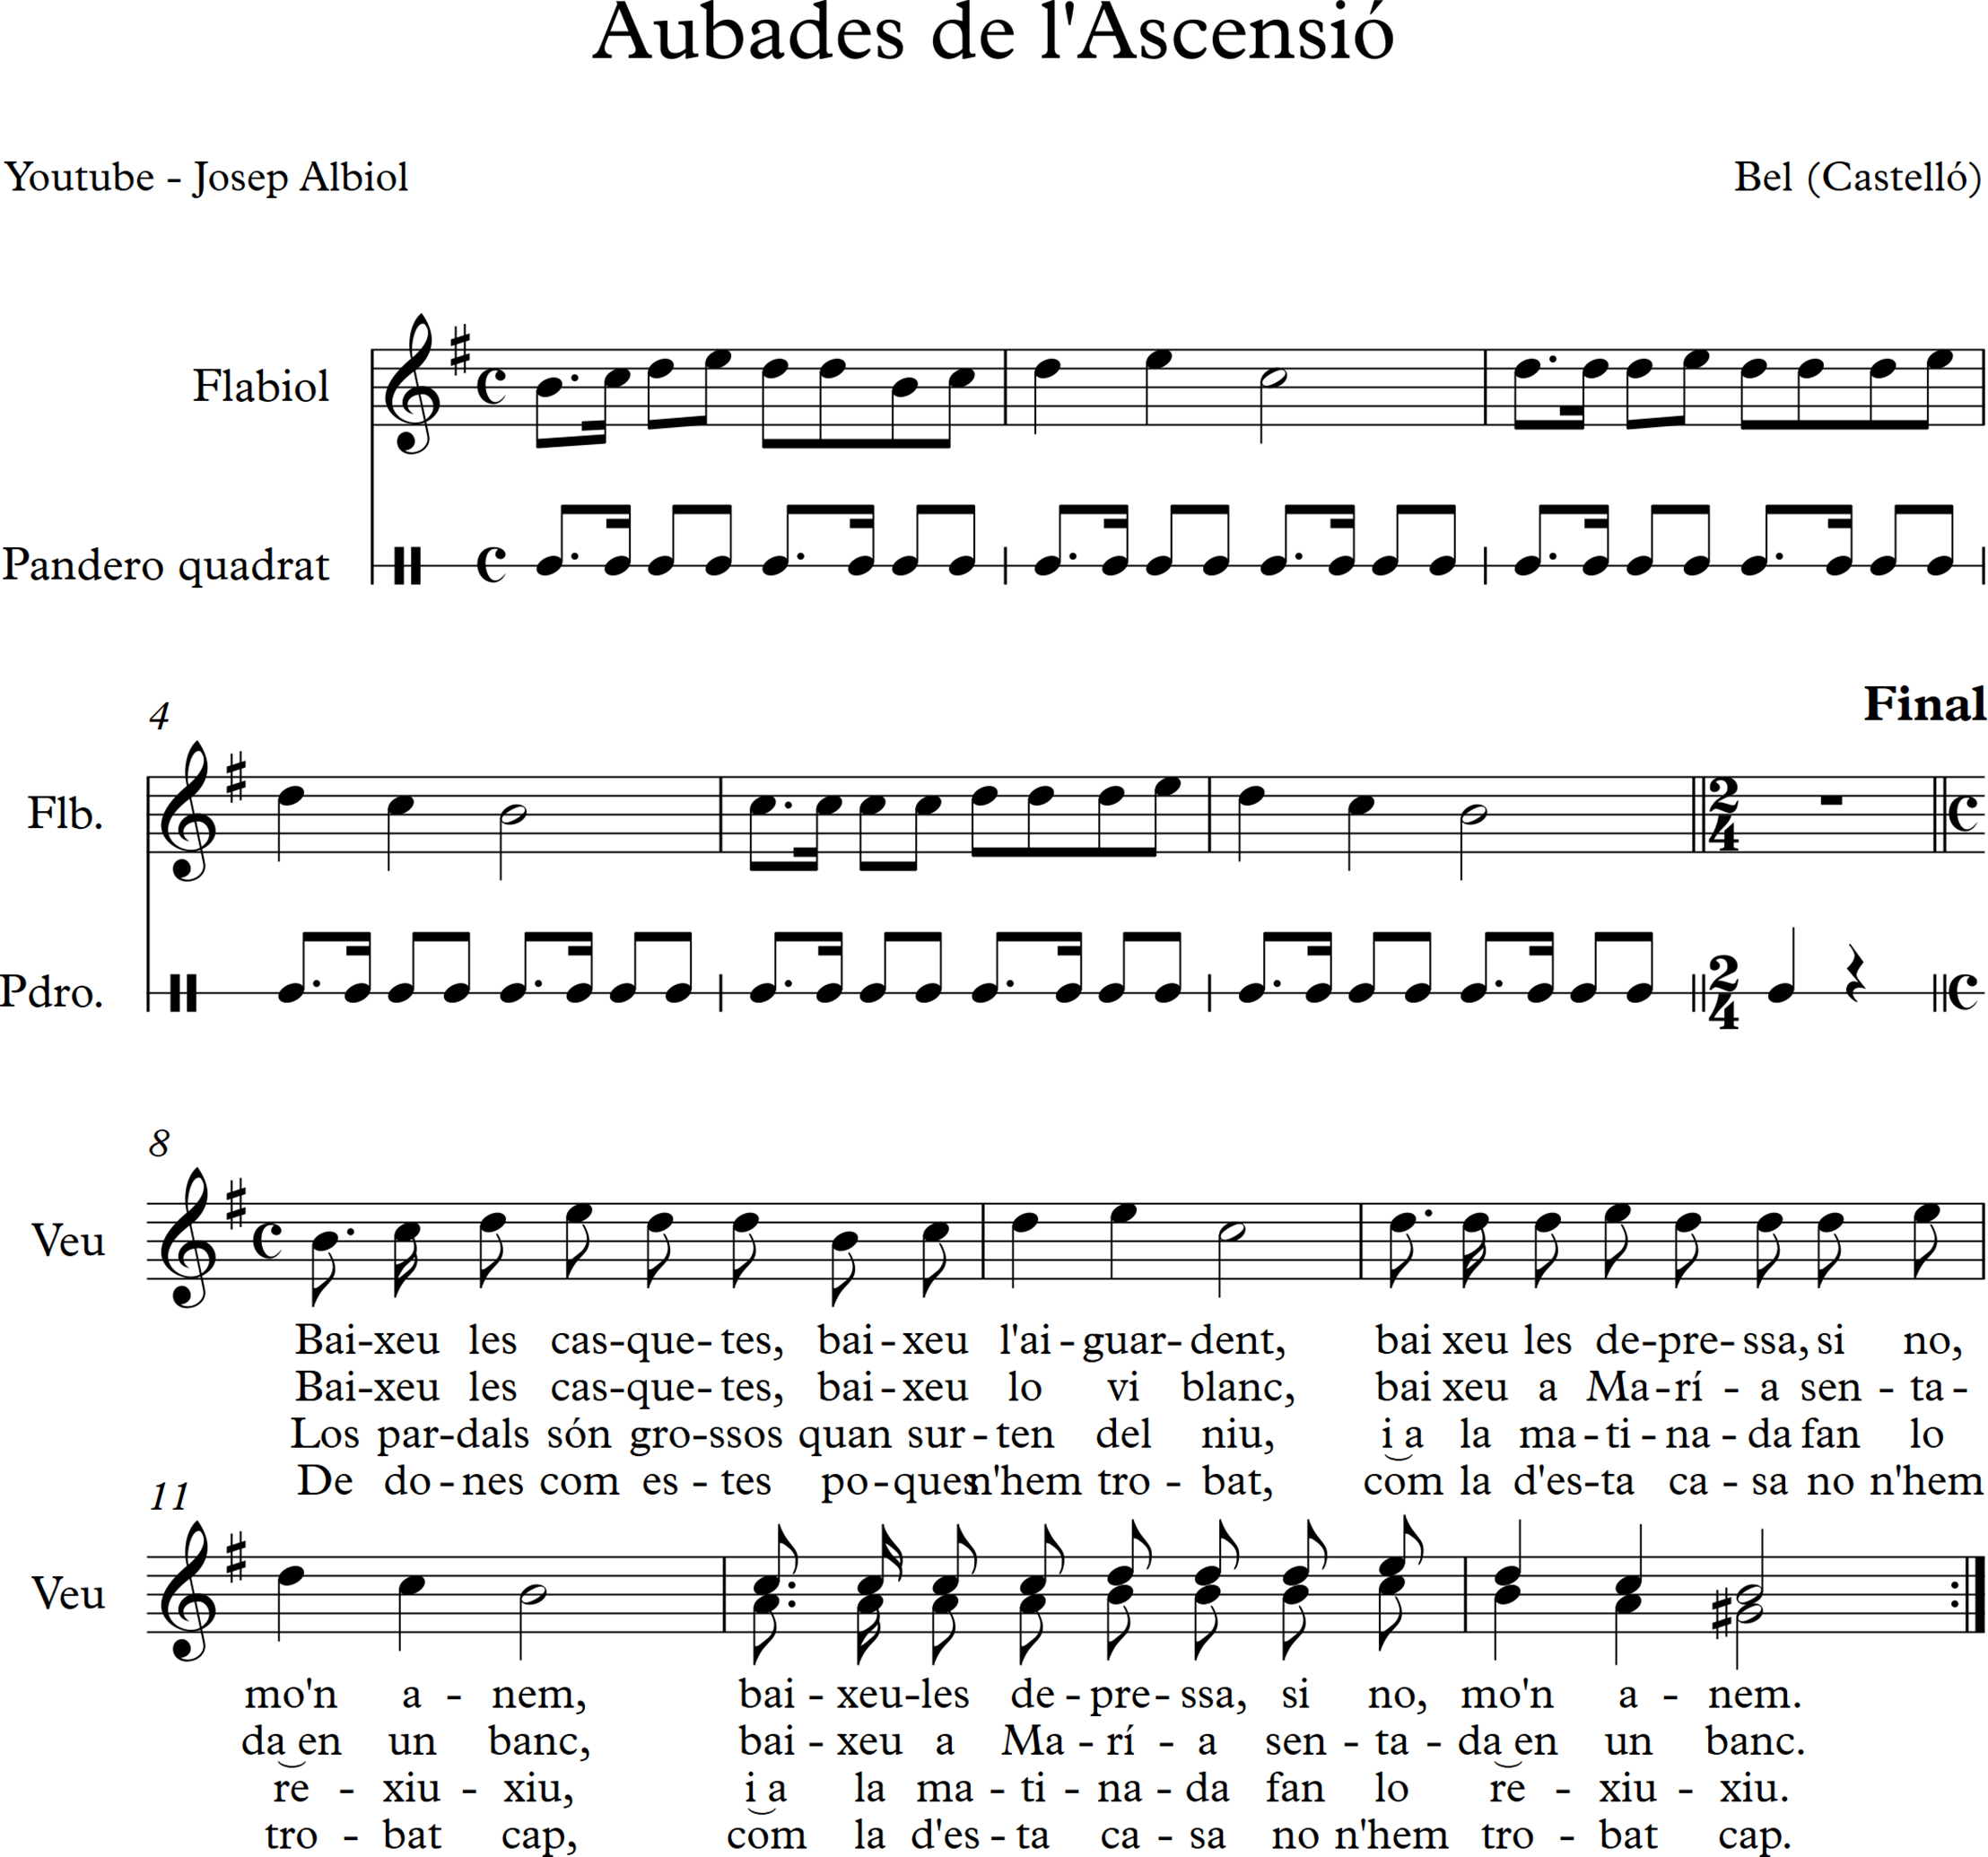 Aubades de l'Ascensió
Youtube - Josep Albiol
Bel (Castelló)
Flabiol
Pandero quadrat
4
Final
Flb.
2
4
Pdro.
2
4
8
Veu
Bai-xeu les cas-que-tes, bai-xeu l'ai-guar-dent, bai xeu les de-pre-ssa, si no,
Bai-xeu les cas-que-tes, bai-xeu lo vi blanc, bai xeu a Ma-rí-a sen-ta-
Los par-dals són gro-ssos quan sur-ten del niu, i a la ma-ti-na-da fan lo
De do-nes com es-tes po-ques n'hem tro-bat, com la d'es-ta ca-sa no n'hem
11
Veu
mo'n a-nem, bai-xeu-les de-pre-ssa, si no, mo'n a-nem.
da en un banc, bai-xeu a Ma-rí-a sen-ta-da en un banc.
re-xiu-xiu, i a la ma-ti-na-da fan lo re-xiu-xiu.
tro-bat cap, com la d'es-ta ca-sa no n'hem tro-bat cap.